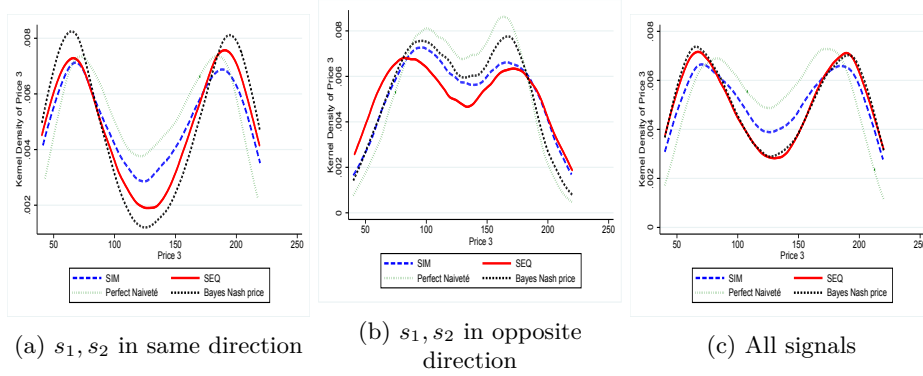 Kernel Density of Price 3
.008
.006
.004
.002
50 100 150 200 250
Price 3
SIM SEQ
Perfect Naiveté Bayes Nash price
(a) s₁, s₂ in same direction
Kernel Density of Price 3
.008
.006
.004
.002
0
50 100 150 200 250
Price 3
SIM SEQ
Perfect Naiveté Bayes Nash price
(b) s₁, s₂ in opposite
direction
Kernel Density of Price 3
.008
.006
.004
.002
0
50 100 150 200 250
Price 3
SIM SEQ
Perfect Naiveté Bayes Nash price
(c) All signals